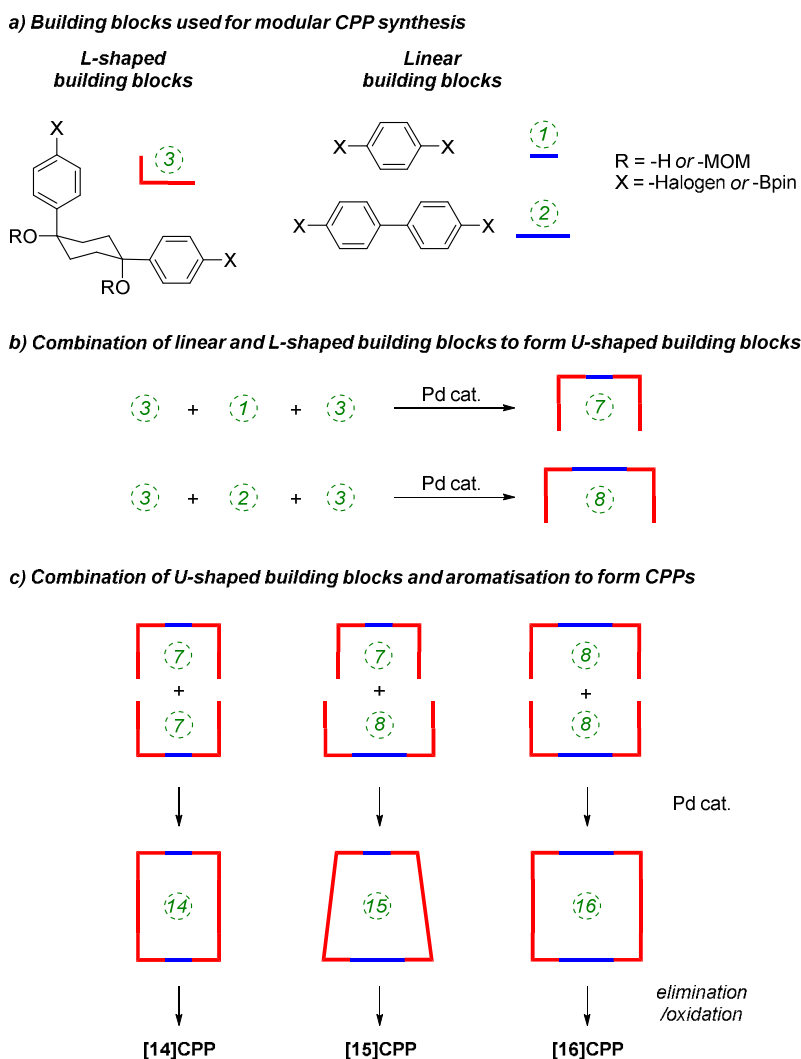 a) Building blocks used for modular CPP synthesis
L-shaped
building blocks
Linear
building blocks
X
3
RO
RO
X
X
X
1
X
X
2
R = -H or -MOM
X = -Halogen or -Bpin
b) Combination of linear and L-shaped building blocks to form U-shaped building blocks
3 + 1 + 3 Pd cat. 7
3 + 2 + 3 Pd cat. 8
c) Combination of U-shaped building blocks and aromatisation to form CPPs
7 7 8
+ + +
7 8 8
Pd cat.
14 15 16
elimination
/oxidation
[14]CPP [15]CPP [16]CPP